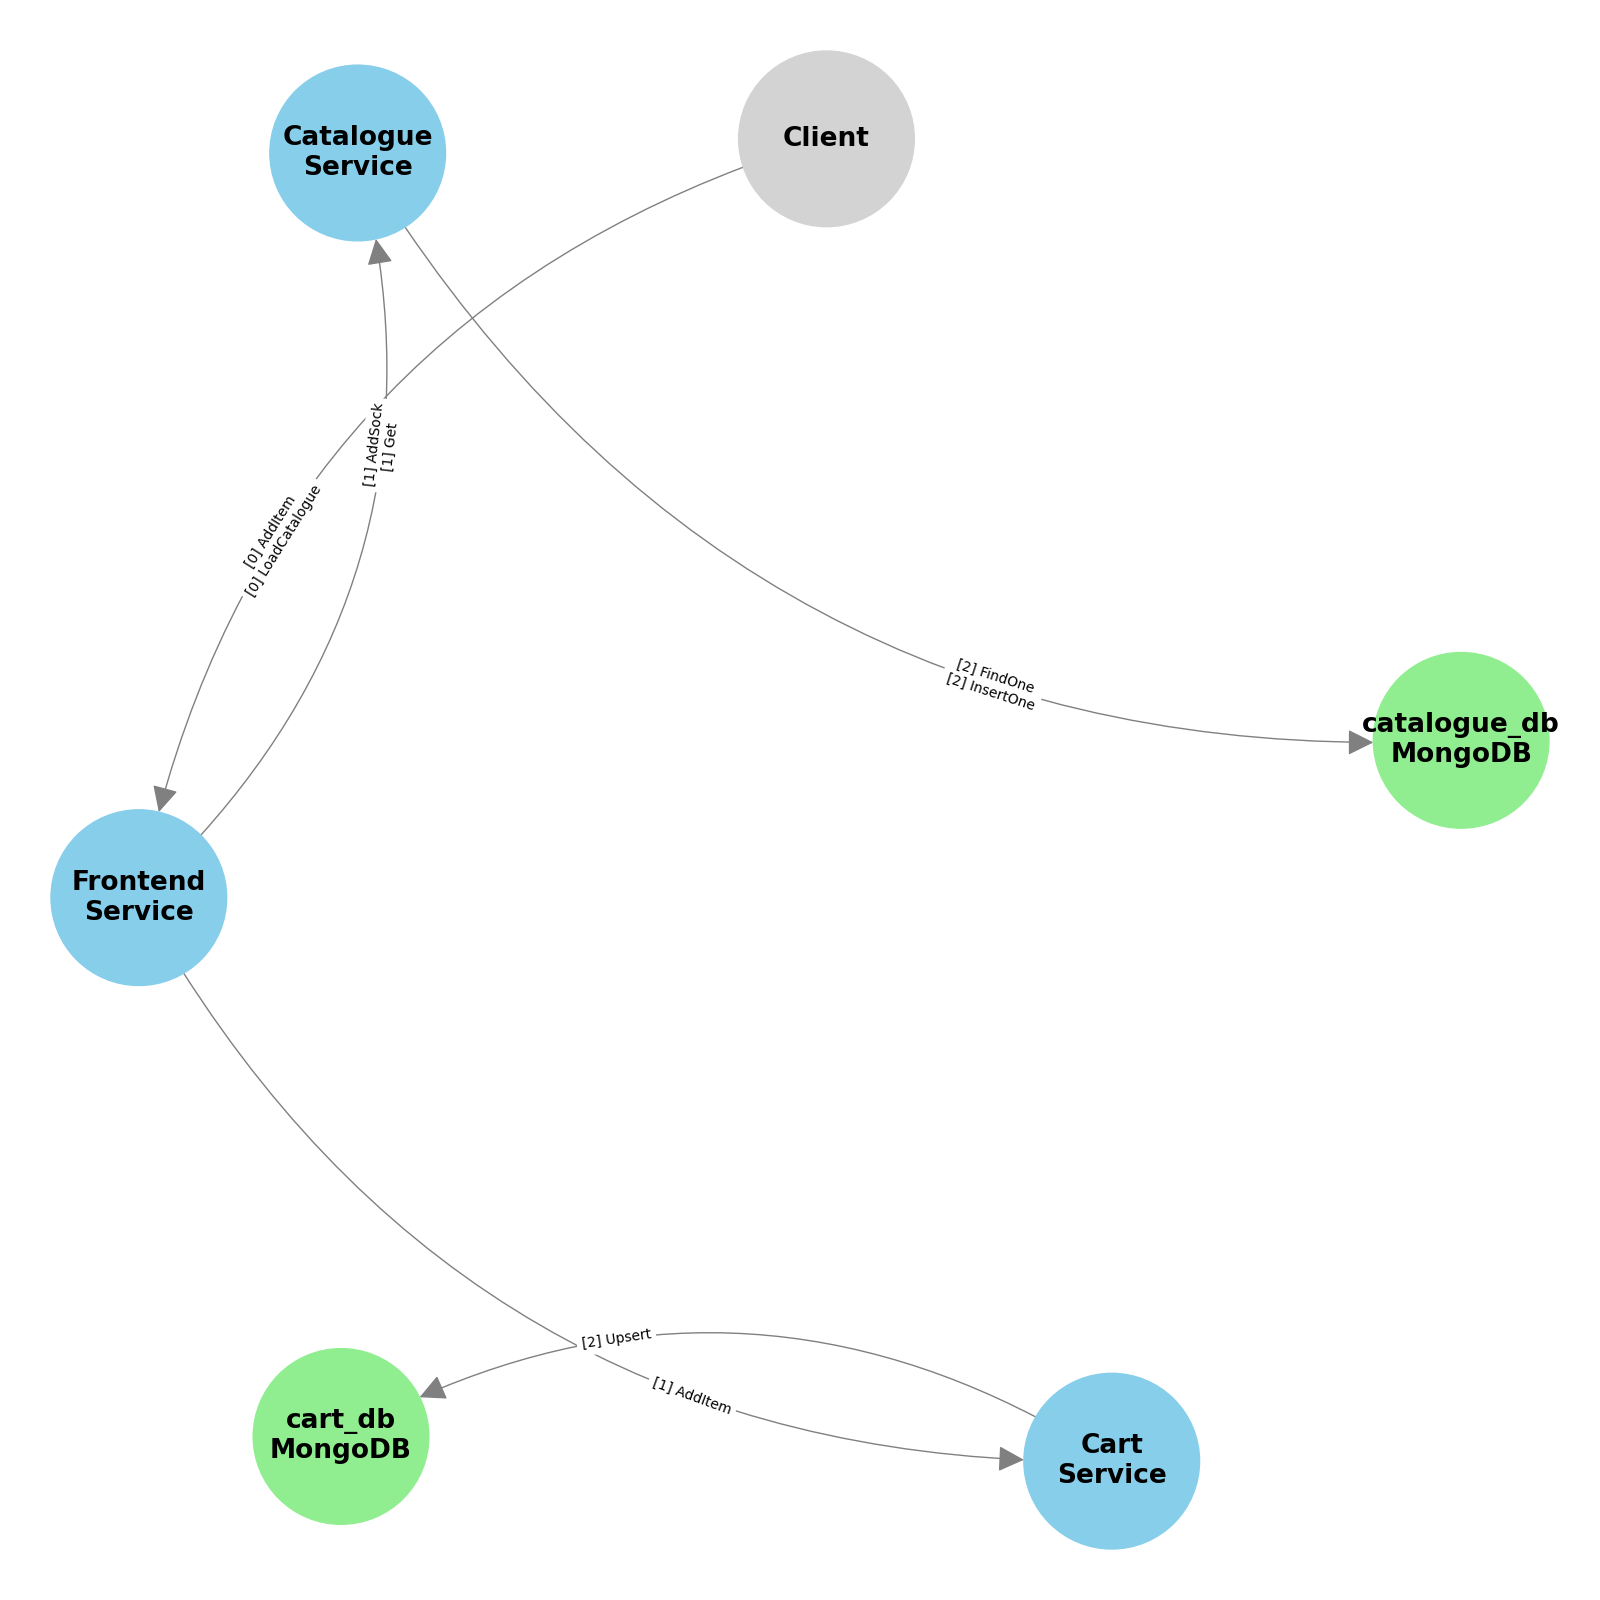 Catalogue
Service
Client
[1] AddSock
[1] Get
[0] AddItem
[0] LoadCatalogue
[2] FindOne
[2] InsertOne
catalogue_db
MongoDB
Frontend
Service
[2] Upsert
[1] AddItem
cart_db
MongoDB
Cart
Service